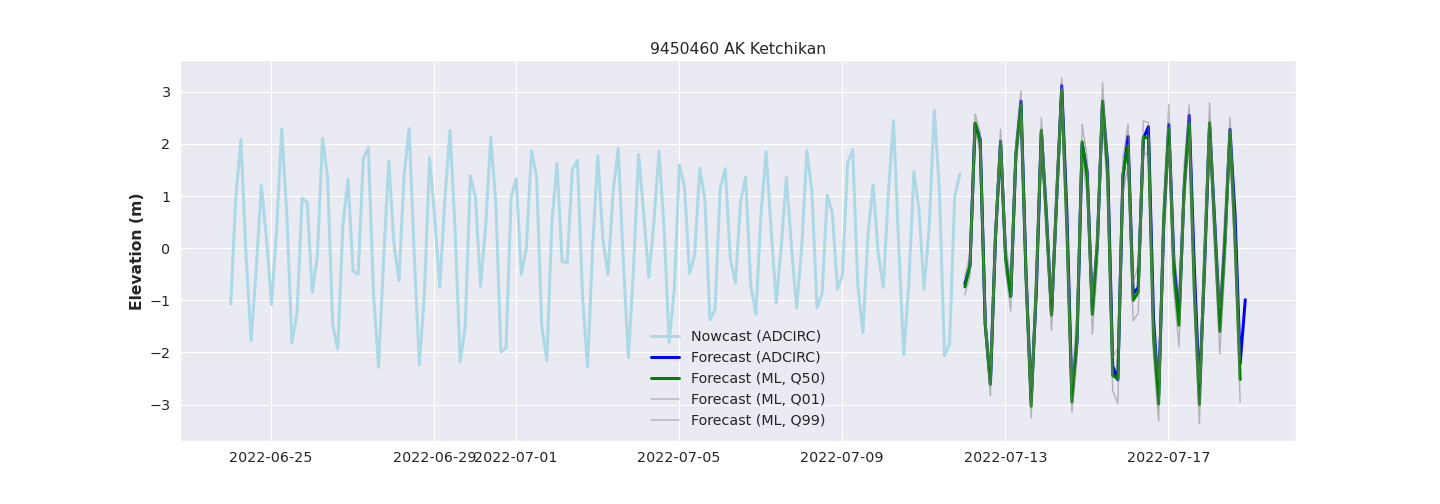 9450460 AK Ketchikan
Elevation (m)
3
2
1
0
−1
−2
−3
Nowcast (ADCIRC)
Forecast (ADCIRC)
Forecast (ML, Q50)
Forecast (ML, Q01)
Forecast (ML, Q99)
2022-06-25 2022-06-29 2022-07-01 2022-07-05 2022-07-09 2022-07-13 2022-07-17